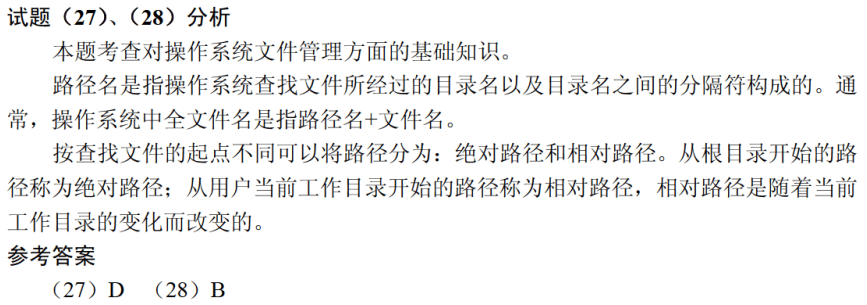 试题（27）、（28）分析
本题考查对操作系统文件管理方面的基础知识。
路径名是指操作系统查找文件所经过的目录名以及目录名之间的分隔符构成的。通
常，操作系统中全文件名是指路径名+文件名。
按查找文件的起点不同可以将路径分为：绝对路径和相对路径。从根目录开始的路
径称为绝对路径；从用户当前工作目录开始的路径称为相对路径，相对路径是随着当前
工作目录的变化而改变的。
参考答案
（27）D （28）B